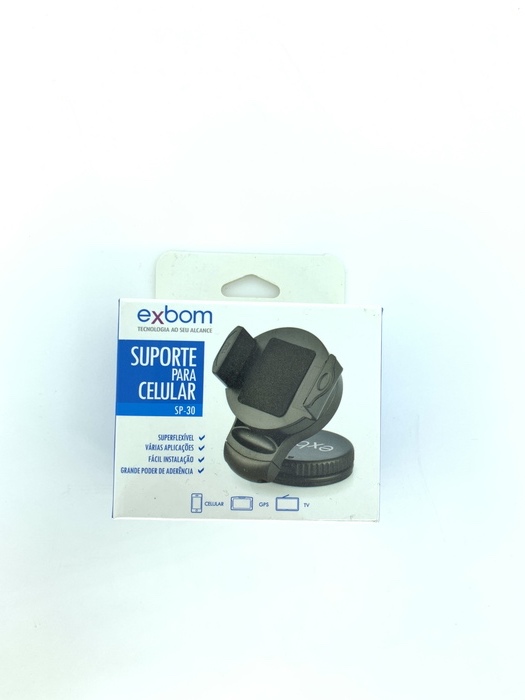 exbom
TECNOLOGIA AO SEU ALCANCE
SUPORTE
PARA
CELULAR
SP-30
SUPERFLEXÍVEL
VÁRIAS APLICAÇÕES
FÁCIL INSTALAÇÃO
GRANDE PODER DE ADERÊNCIA
exb
CELULAR
GPS
TV